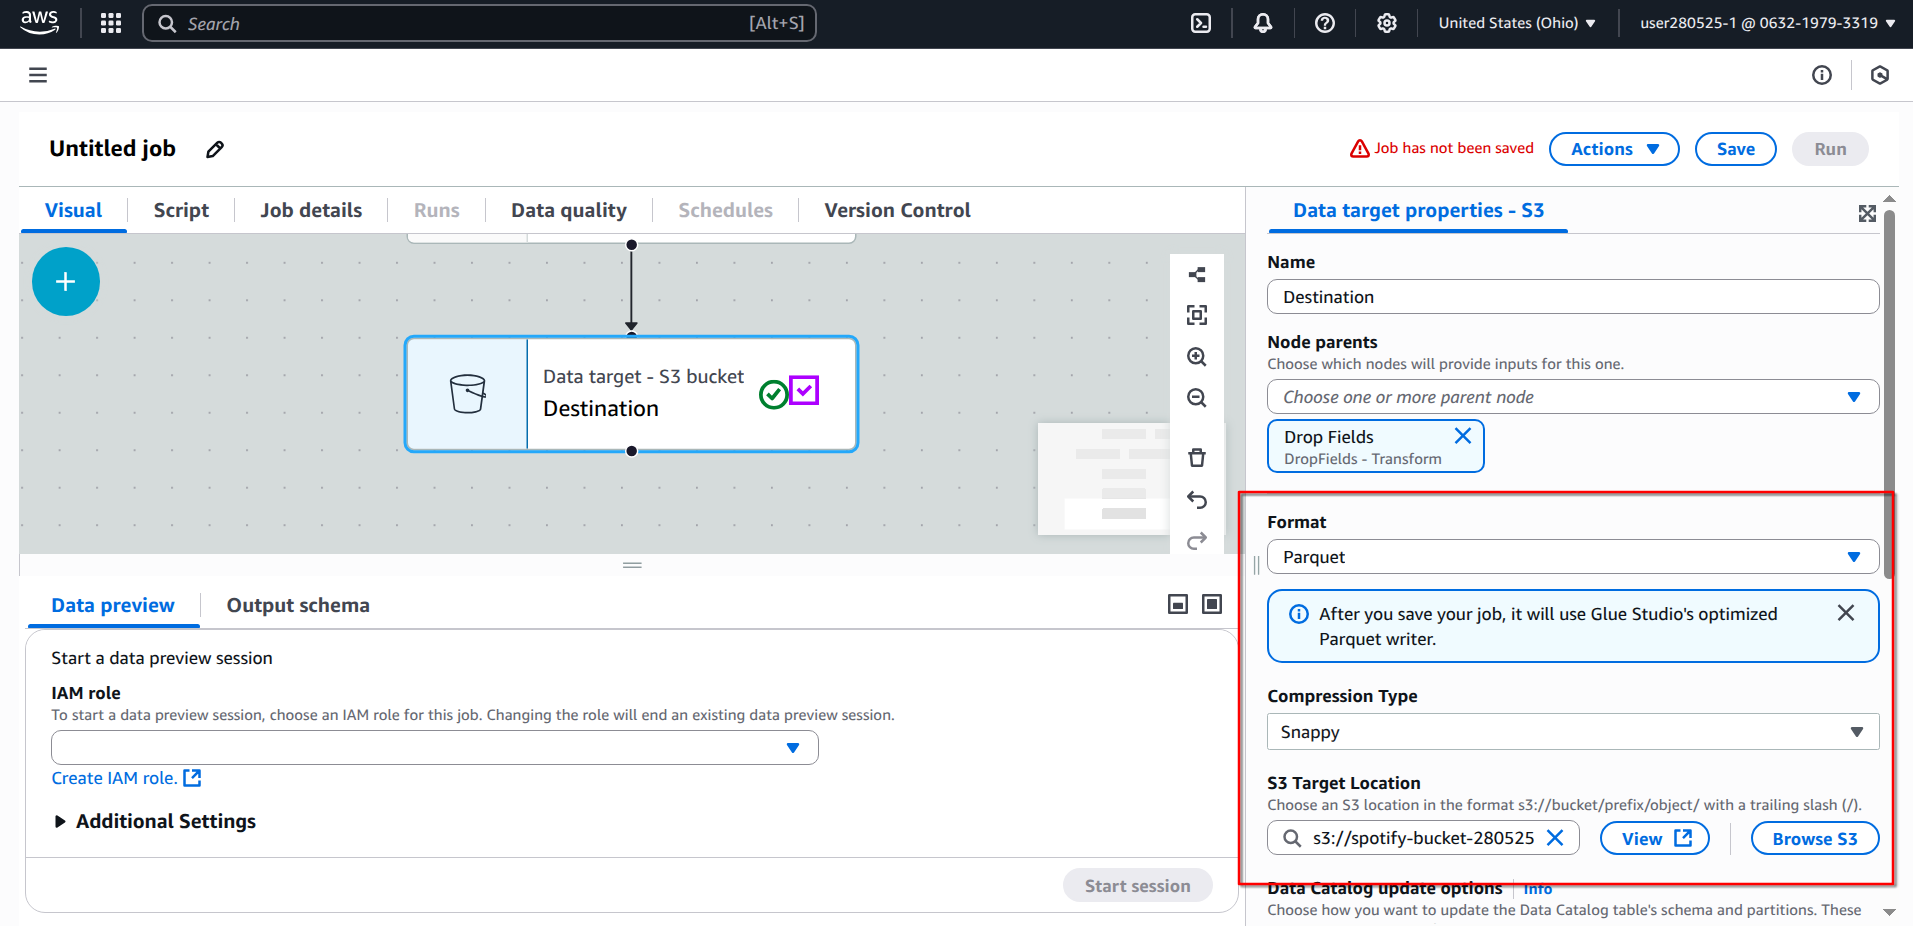 aws
Search [Alt+S]
United States (Ohio)
user280525-1 @ 0632-1979-3319
Untitled job
Job has not been saved
Actions
Save
Run
Visual
Script
Job details
Runs
Data quality
Schedules
Version Control
Data target - S3 bucket
Destination
Data preview
Output schema
Start a data preview session
IAM role
To start a data preview session, choose an IAM role for this job. Changing the role will end an existing data preview session.
Create IAM role.
Additional Settings
Start session
Data target properties - S3
Name
Destination
Node parents
Choose which nodes will provide inputs for this one.
Choose one or more parent node
Drop Fields
DropFields - Transform
Format
Parquet
After you save your job, it will use Glue Studio's optimized
Parquet writer.
Compression Type
Snappy
S3 Target Location
Choose an S3 location in the format s3://bucket/prefix/object/ with a trailing slash (/).
s3://spotify-bucket-280525
View
Browse S3
Data Catalog update options
Info
Choose how you want to update the Data Catalog table's schema and partitions. These